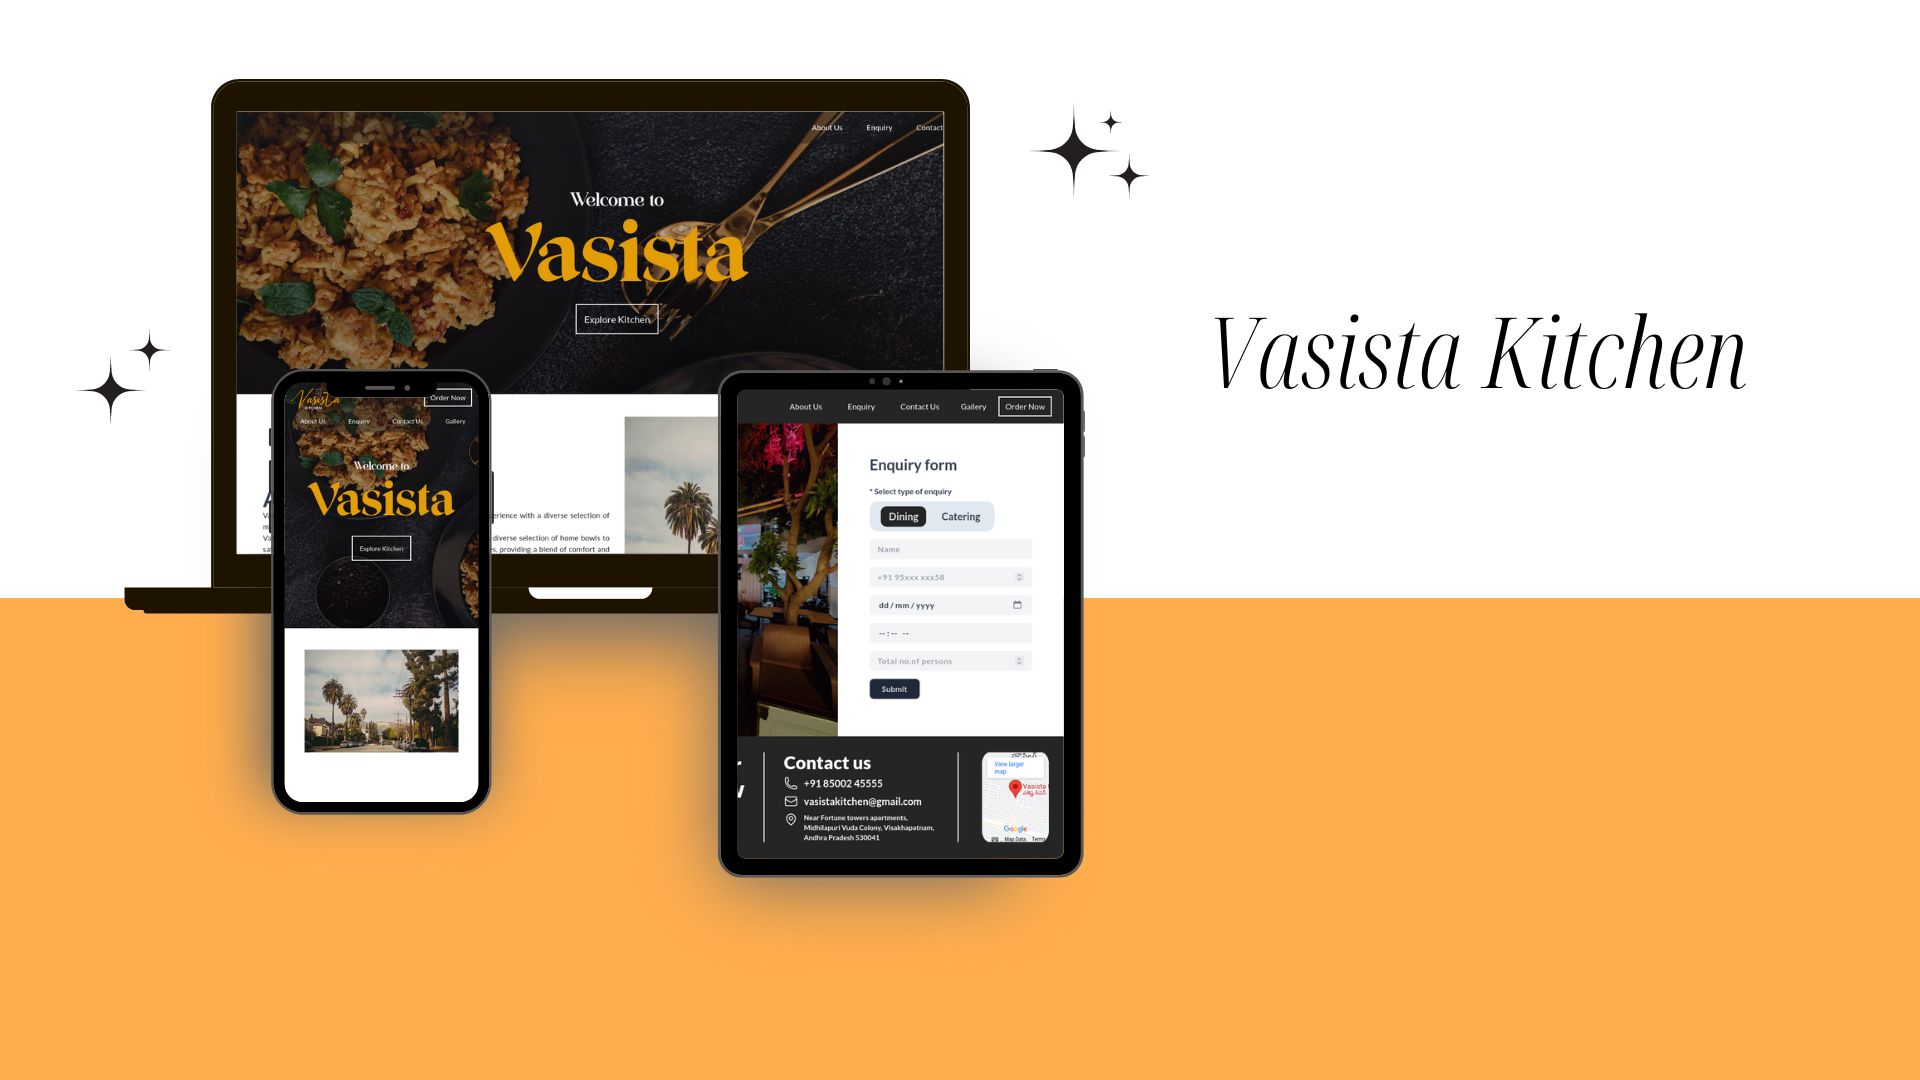 About Us Enquiry Contact
Welcome to
Vasista
Explore Kitchen
Vasista Kitchen
erience with a diverse selection of
diverse selection of home bowls to
es, providing a blend of comfort and
Vasista
KITCHEN
Order Now
About Us Enquiry Contact Us Gallery
Welcome to
Vasista
Explore Kitchen
About Us Enquiry Contact Us Gallery Order Now
Enquiry form
* Select type of enquiry
Dining Catering
Name
+91 95xxx xxx58
dd / mm / yyyy
-- : -- --
Total no.of persons
Submit
Contact us
+91 85002 45555
vasistakitchen@gmail.com
Near Fortune towers apartments,
Midhilapuri Vuda Colony, Visakhapatnam,
Andhra Pradesh 530041
View larger
map
Vasista
Google
Map Data Terms